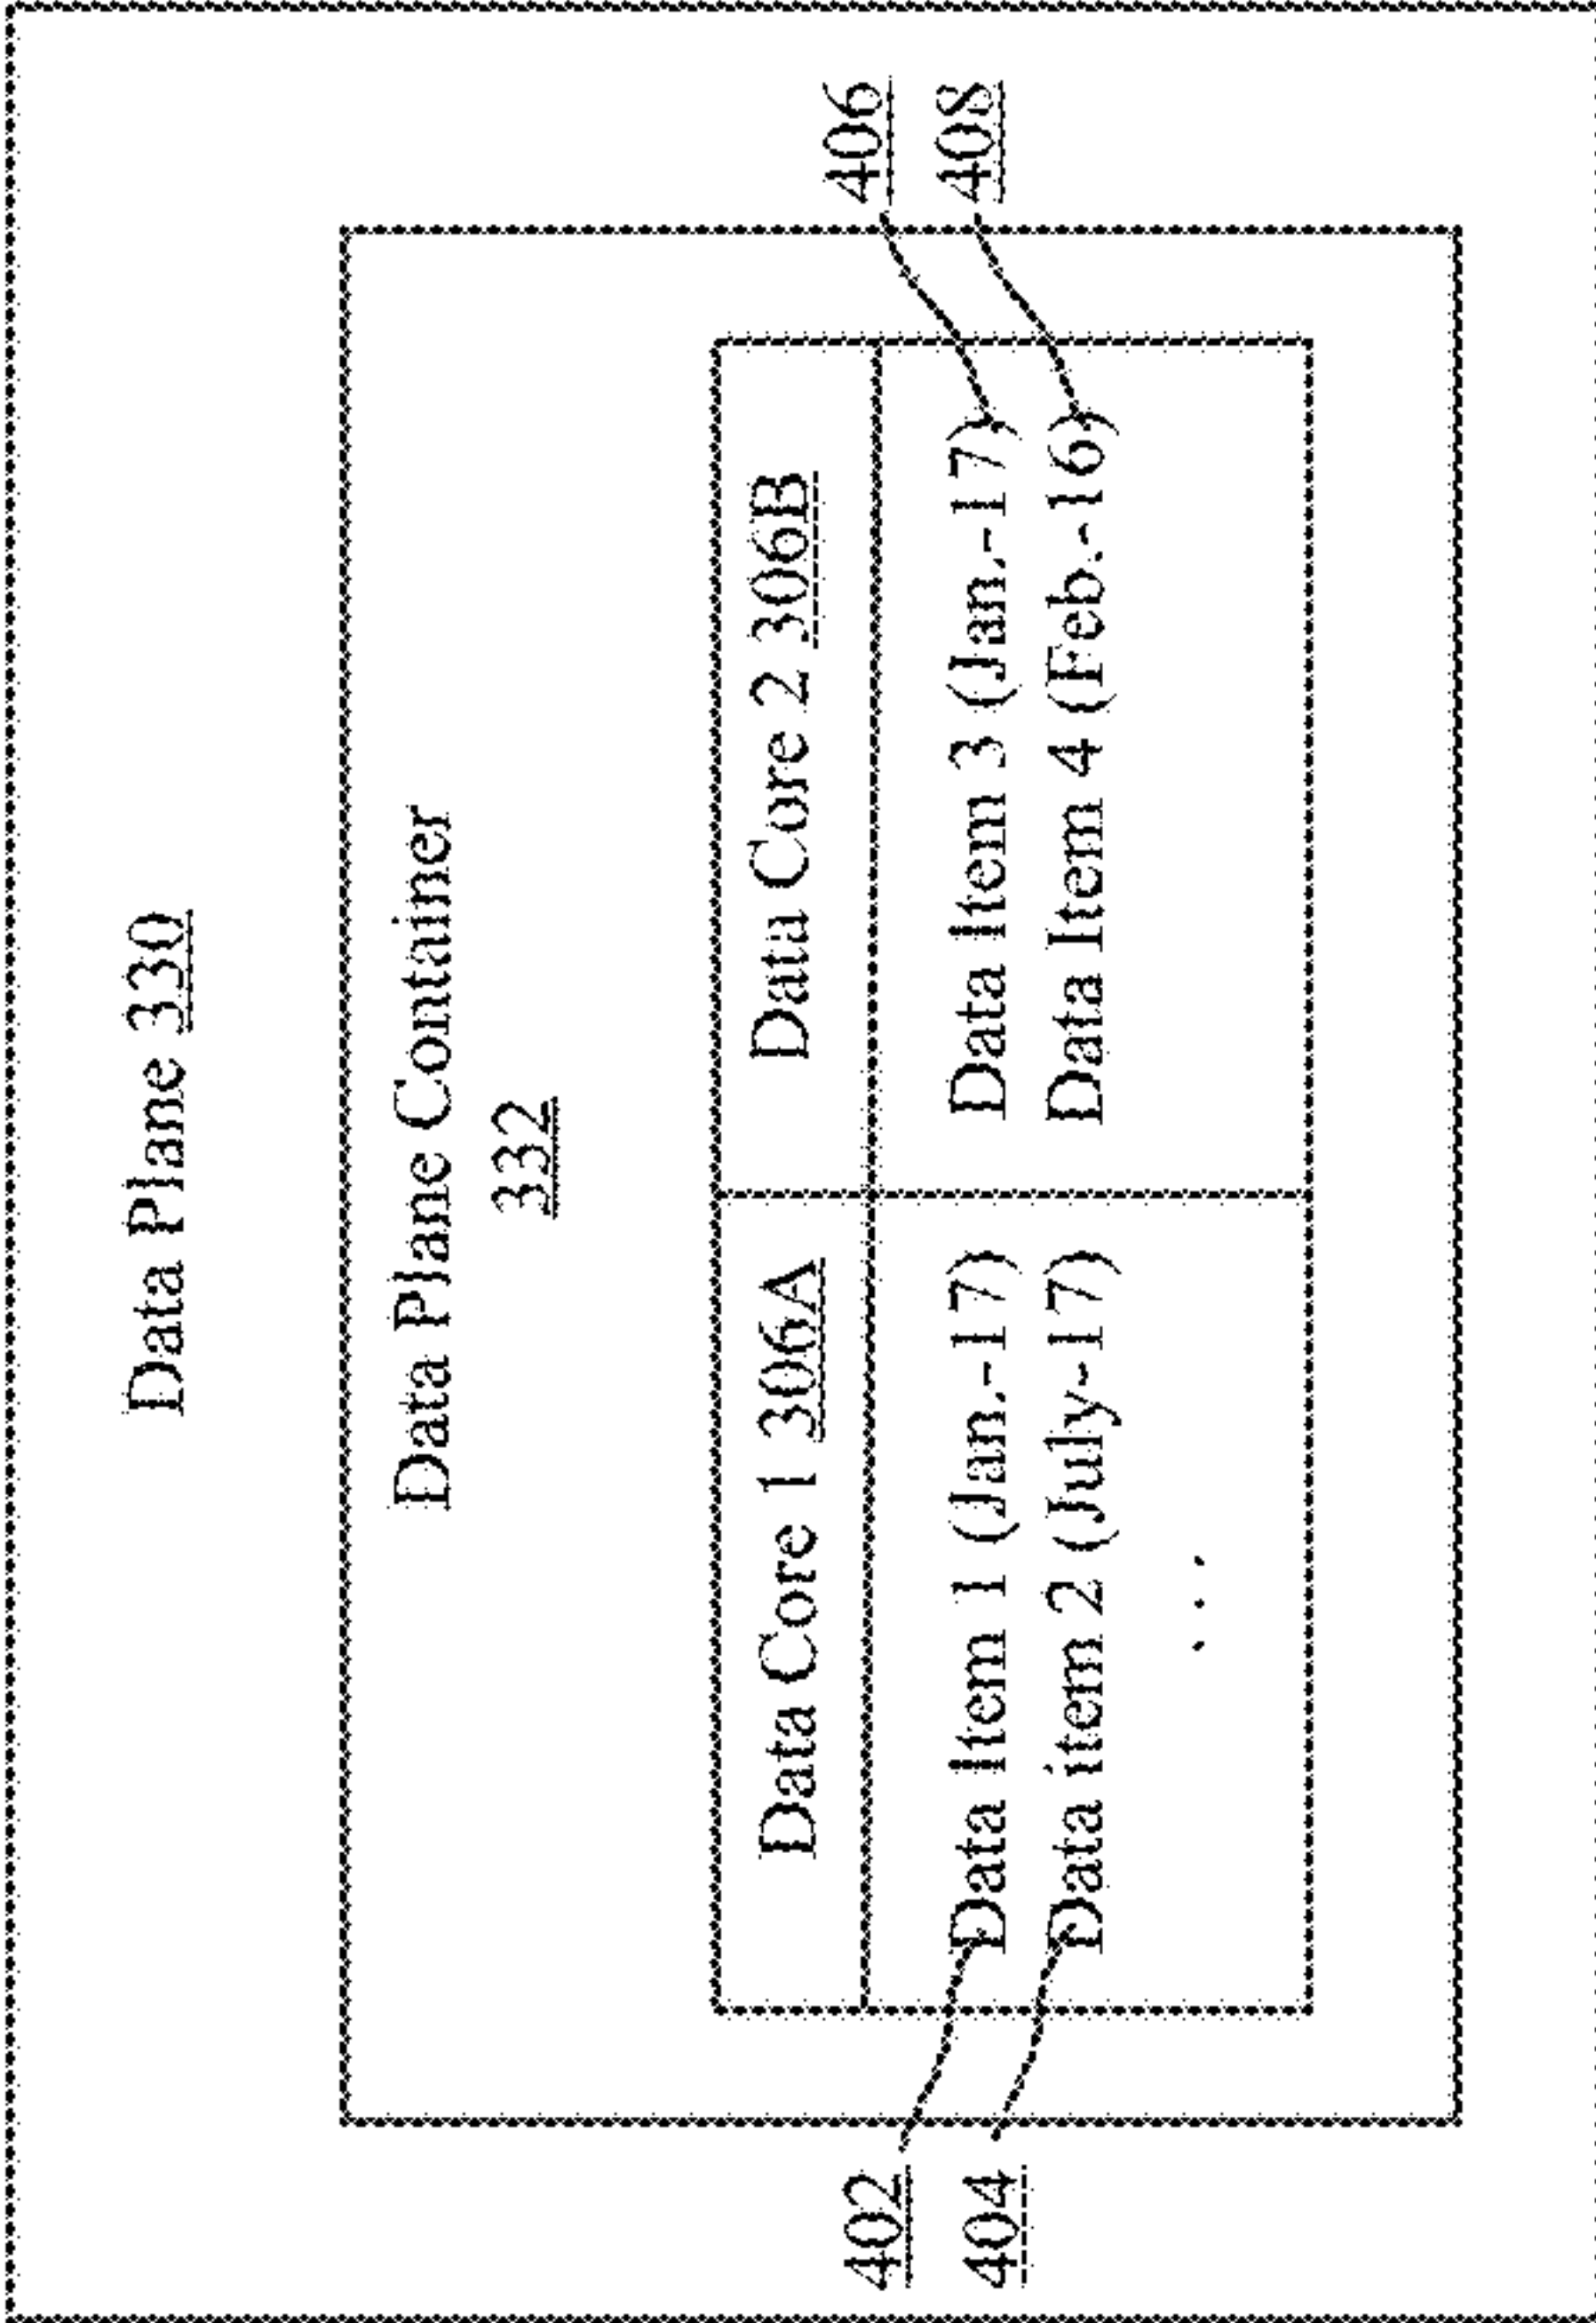 Data Plane 330
Data Plane Container
332
Data Core 1 306A
Data Core 2 306B
402
Data Item 1 (Jan.-17)
Data Item 3 (Jan.-17)
406
404
Data item 2 (July-17)
Data Item 4 (Feb.-16)
408
...